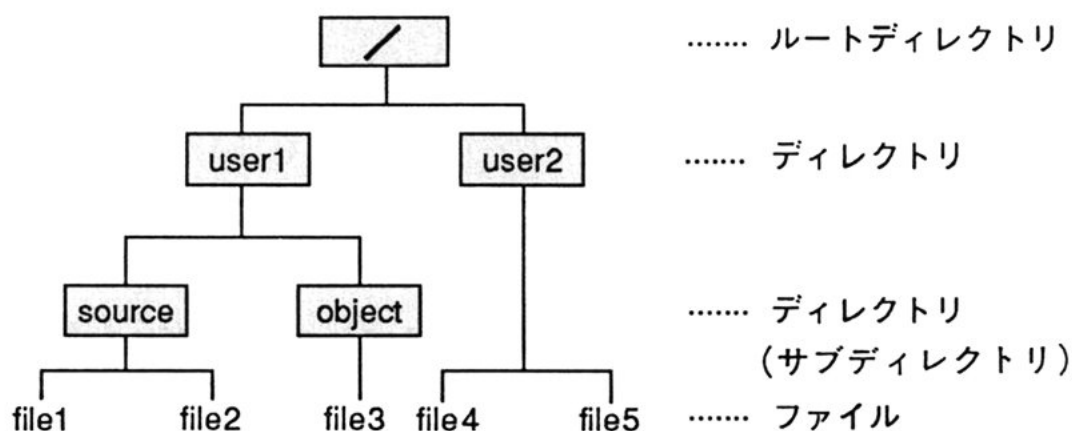 / ....... ルートディレクトリ
user1 user2 ....... ディレクトリ
source object ....... ディレクトリ
(サブディレクトリ)
file1 file2 file3 file4 file5 ....... ファイル